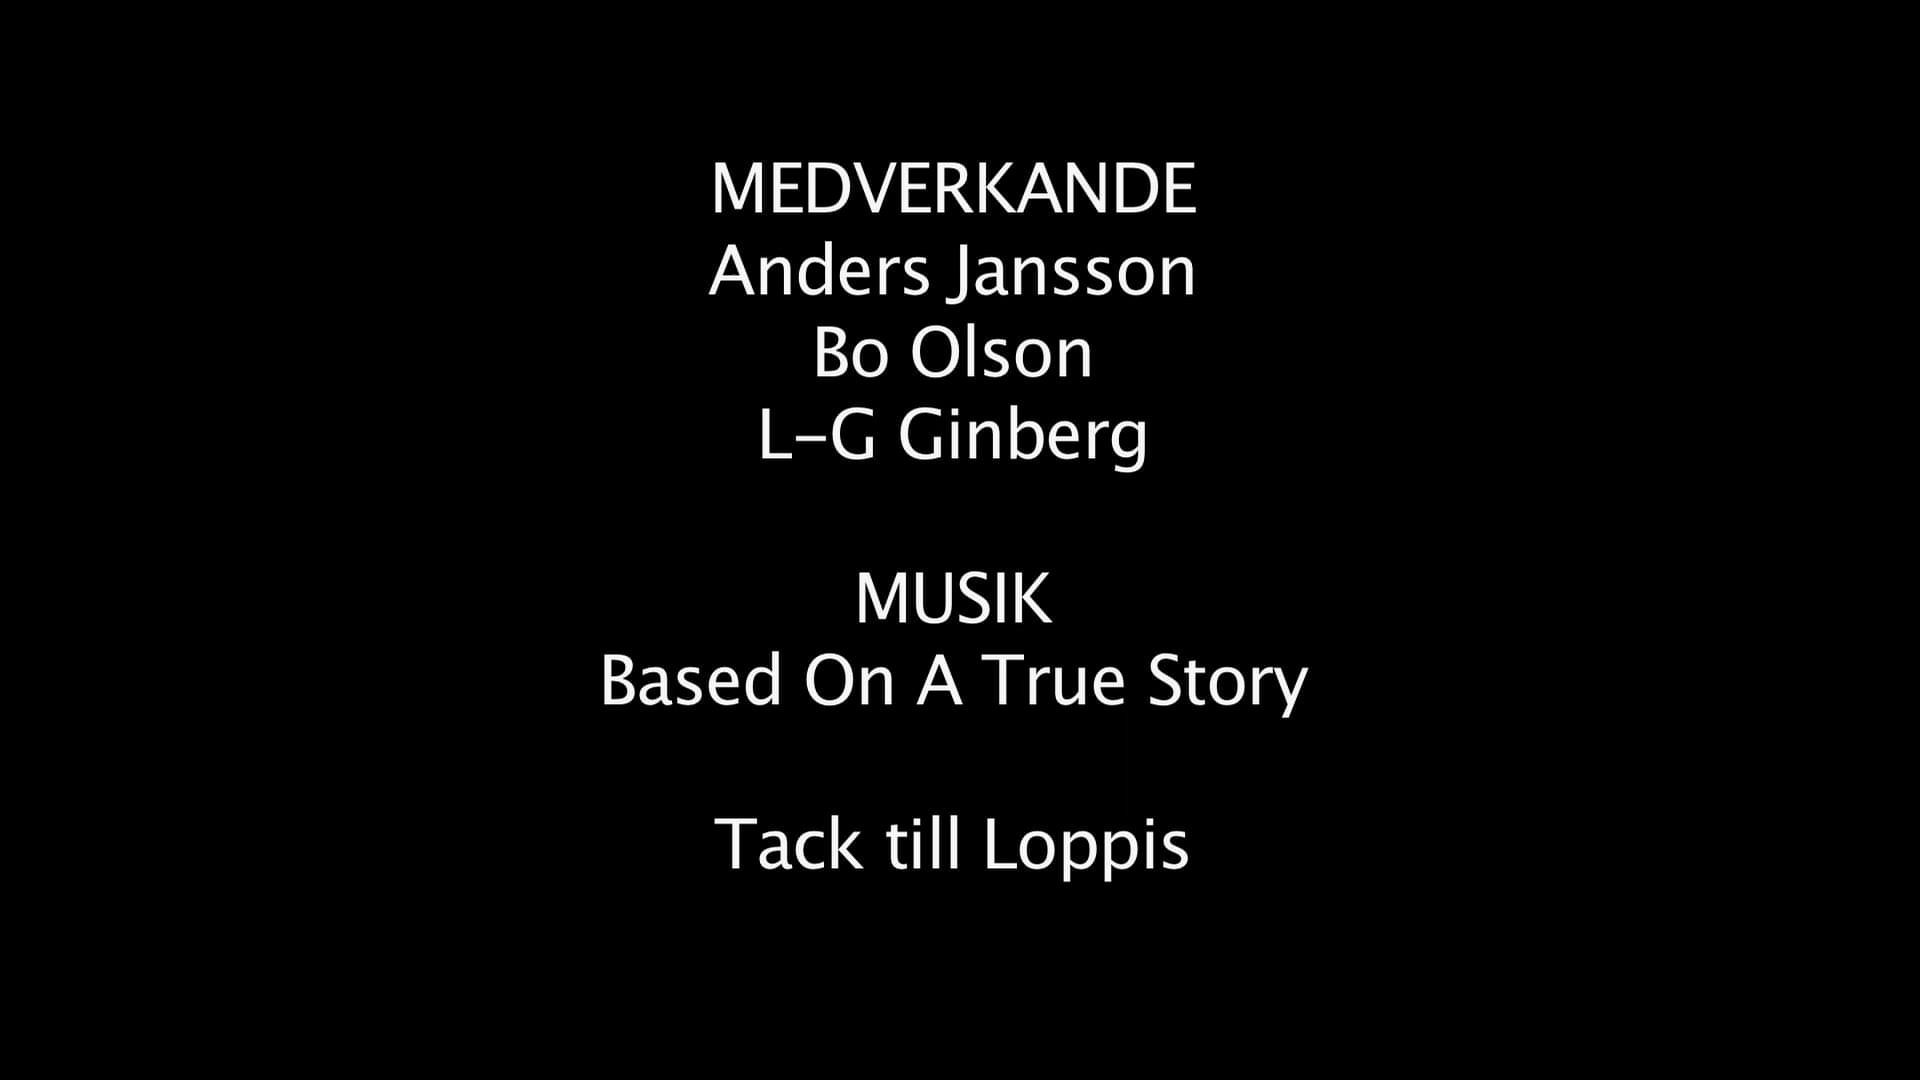 MEDVERKANDE
Anders Jansson
Bo Olson
L-G Ginberg
MUSIK
Based On A True Story
Tack till Loppis